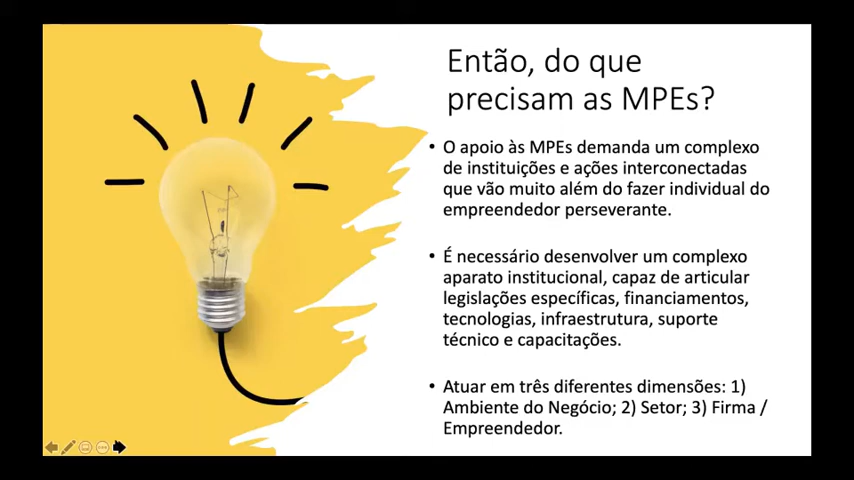 Então, do que
precisam as MPEs?
• O apoio às MPEs demanda um complexo
de instituições e ações interconectadas
que vão muito além do fazer individual do
empreendedor perseverante.
• É necessário desenvolver um complexo
aparato institucional, capaz de articular
legislações específicas, financiamentos,
tecnologias, infraestrutura, suporte
técnico e capacitações.
• Atuar em três diferentes dimensões: 1)
Ambiente do Negócio; 2) Setor; 3) Firma /
Empreendedor.